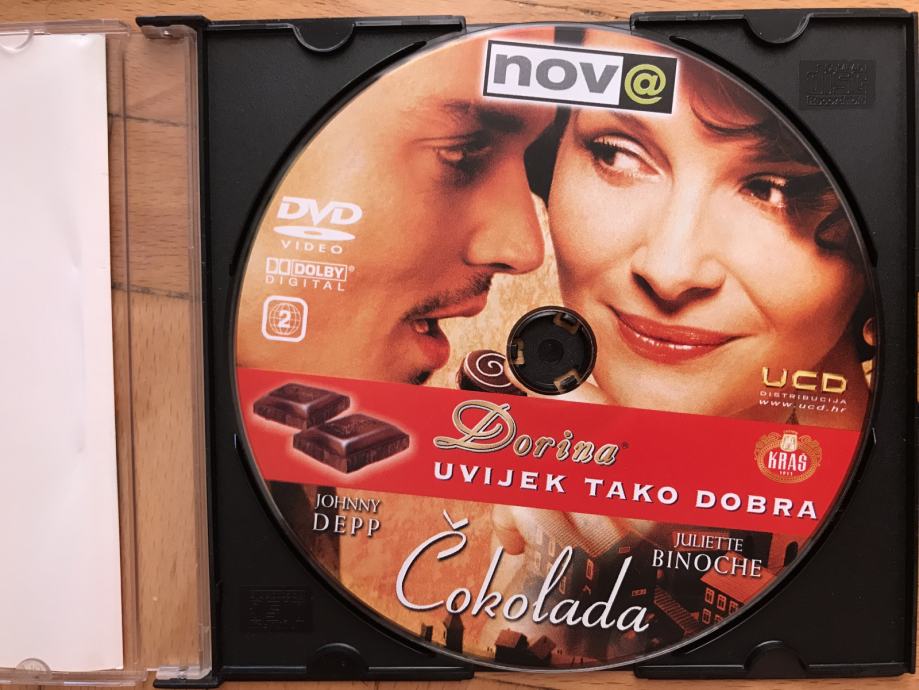 nov@
DVD
VIDEO
DOLBY®
DIGITAL
2
UCD
DISTRIBUCIJA
www.ucd.hr
Dorina®
UVIJEK TAKO DOBRA
KRAŠ
1911
JOHNNY
DEPP
JULIETTE
BINOCHE
Čokolada